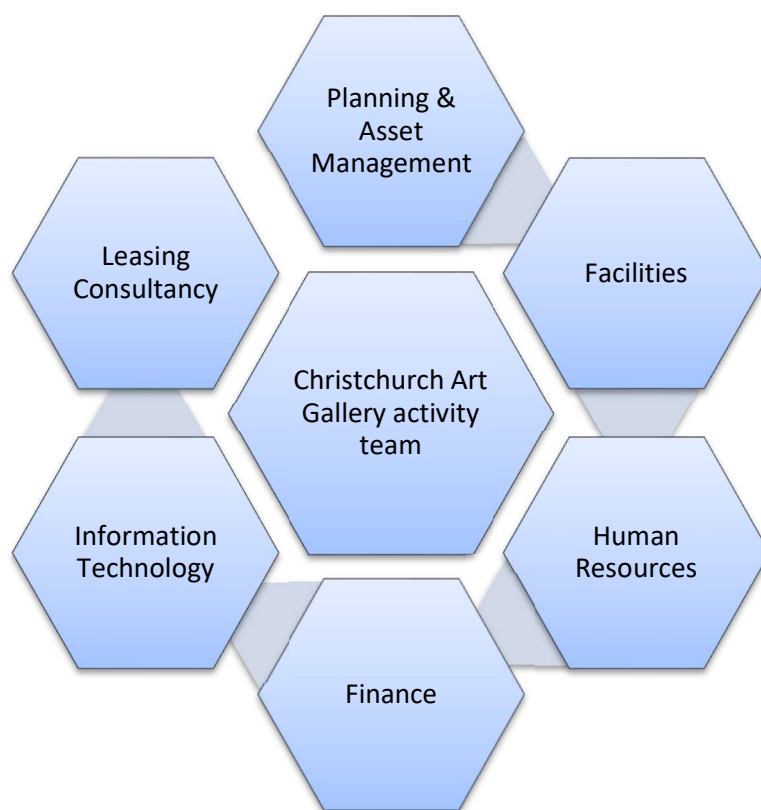 Planning &
Asset
Management
Leasing
Consultancy
Facilities
Christchurch Art
Gallery activity
team
Information
Technology
Human
Resources
Finance